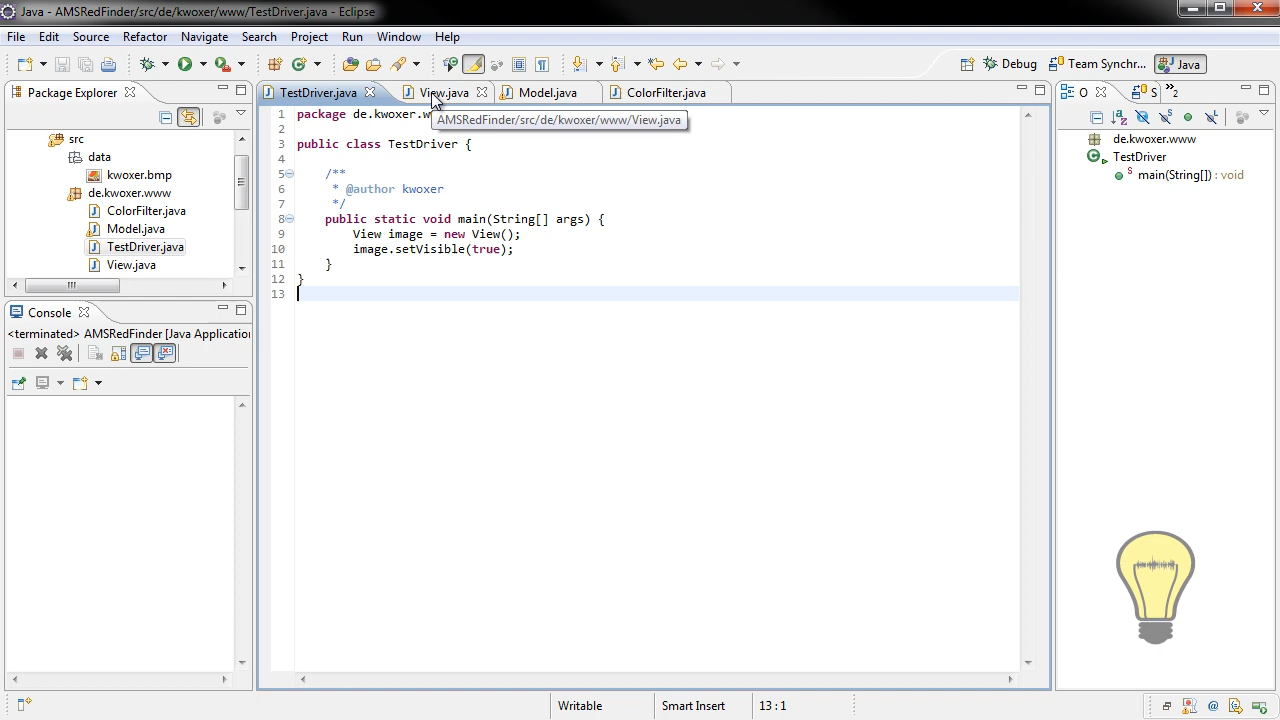 Java - AMSRedFinder/src/de/kwoxer/www/TestDriver.java - Eclipse
File Edit Source Refactor Navigate Search Project Run Window Help
Debug Team Synchr... Java
Package Explorer
src
data
kwoxer.bmp
de.kwoxer.www
ColorFilter.java
Model.java
TestDriver.java
View.java
Console
<terminated> AMSRedFinder [Java Application
TestDriver.java View.java Model.java ColorFilter.java
AMSRedFinder/src/de/kwoxer/www/View.java
1 package de.kwoxer.w
2
3 public class TestDriver {
4
5 /**
6 * @author kwoxer
7 */
8 public static void main(String[] args) {
9 View image = new View();
10 image.setVisible(true);
11 }
12 }
13
O S »2
de.kwoxer.www
TestDriver
main(String[]) : void
Writable Smart Insert 13 : 1